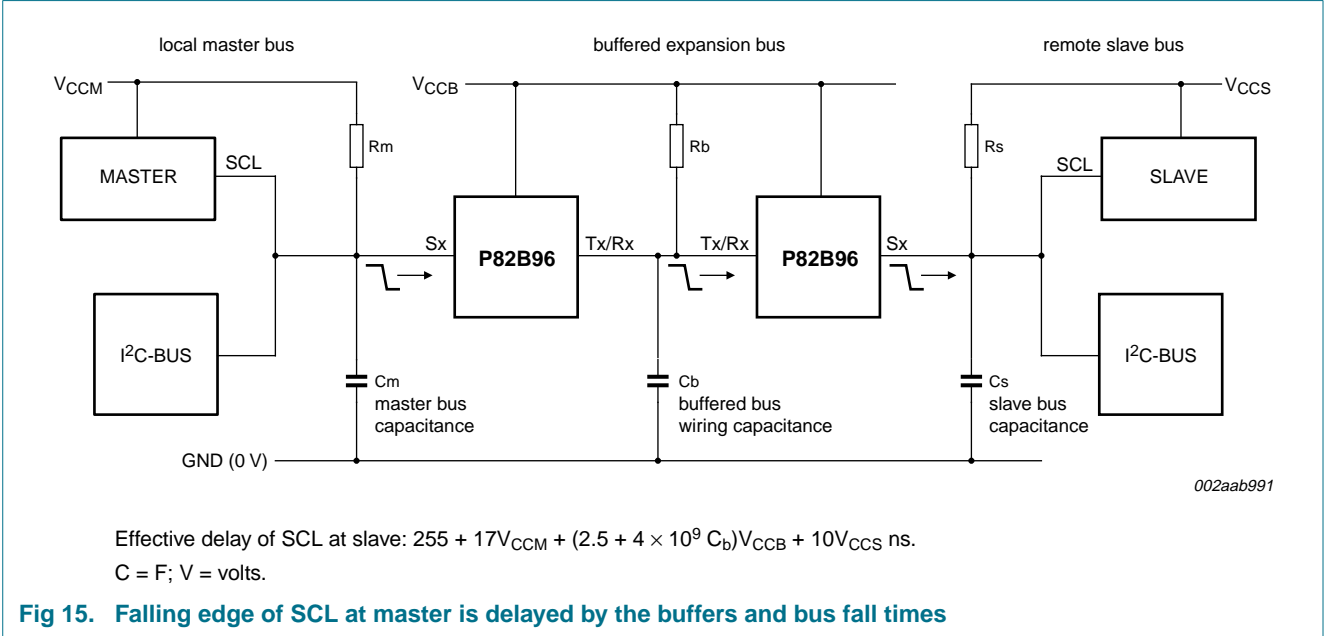 local master bus
buffered expansion bus
remote slave bus
VCCM
VCCB
VCCS
Rm
Rb
Rs
MASTER
SCL
SCL
SLAVE
Sx
P82B96
Tx/Rx
Tx/Rx
P82B96
Sx
I²C-BUS
I²C-BUS
Cm
master bus
capacitance
Cb
buffered bus
wiring capacitance
Cs
slave bus
capacitance
GND (0 V)
002aab991
Effective delay of SCL at slave: 255 + 17VCCM + (2.5 + 4 × 10⁹ Cb)VCCB + 10VCCS ns.
C = F; V = volts.
Fig 15. Falling edge of SCL at master is delayed by the buffers and bus fall times